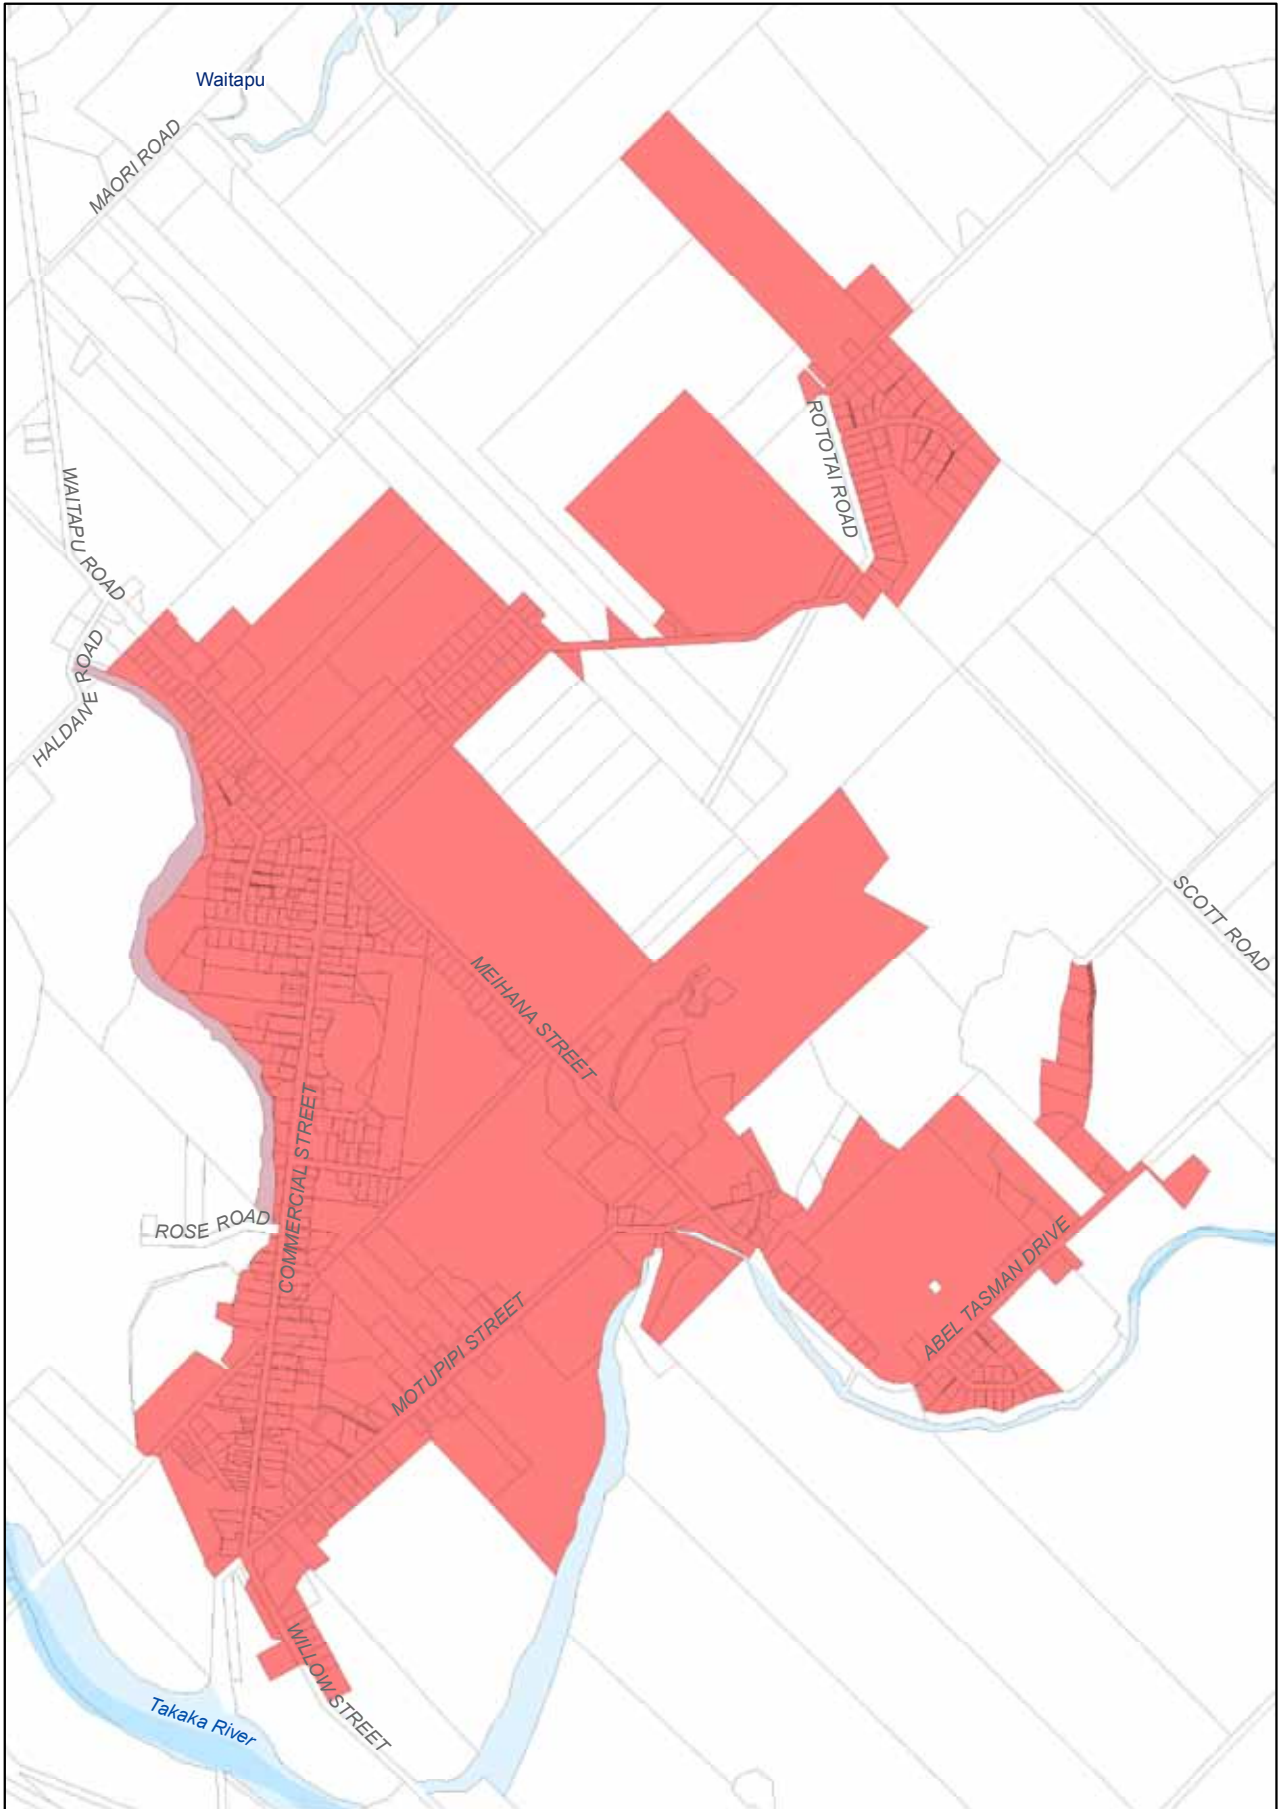 Waitapu
MAORI ROAD
ROTOTAI ROAD
WAITAPU ROAD
HALDANE ROAD
SCOTT ROAD
MEIHANA STREET
COMMERCIAL STREET
ROSE ROAD
ABEL TASMAN DRIVE
MOTUPIPI STREET
WILLOW STREET
Takaka River